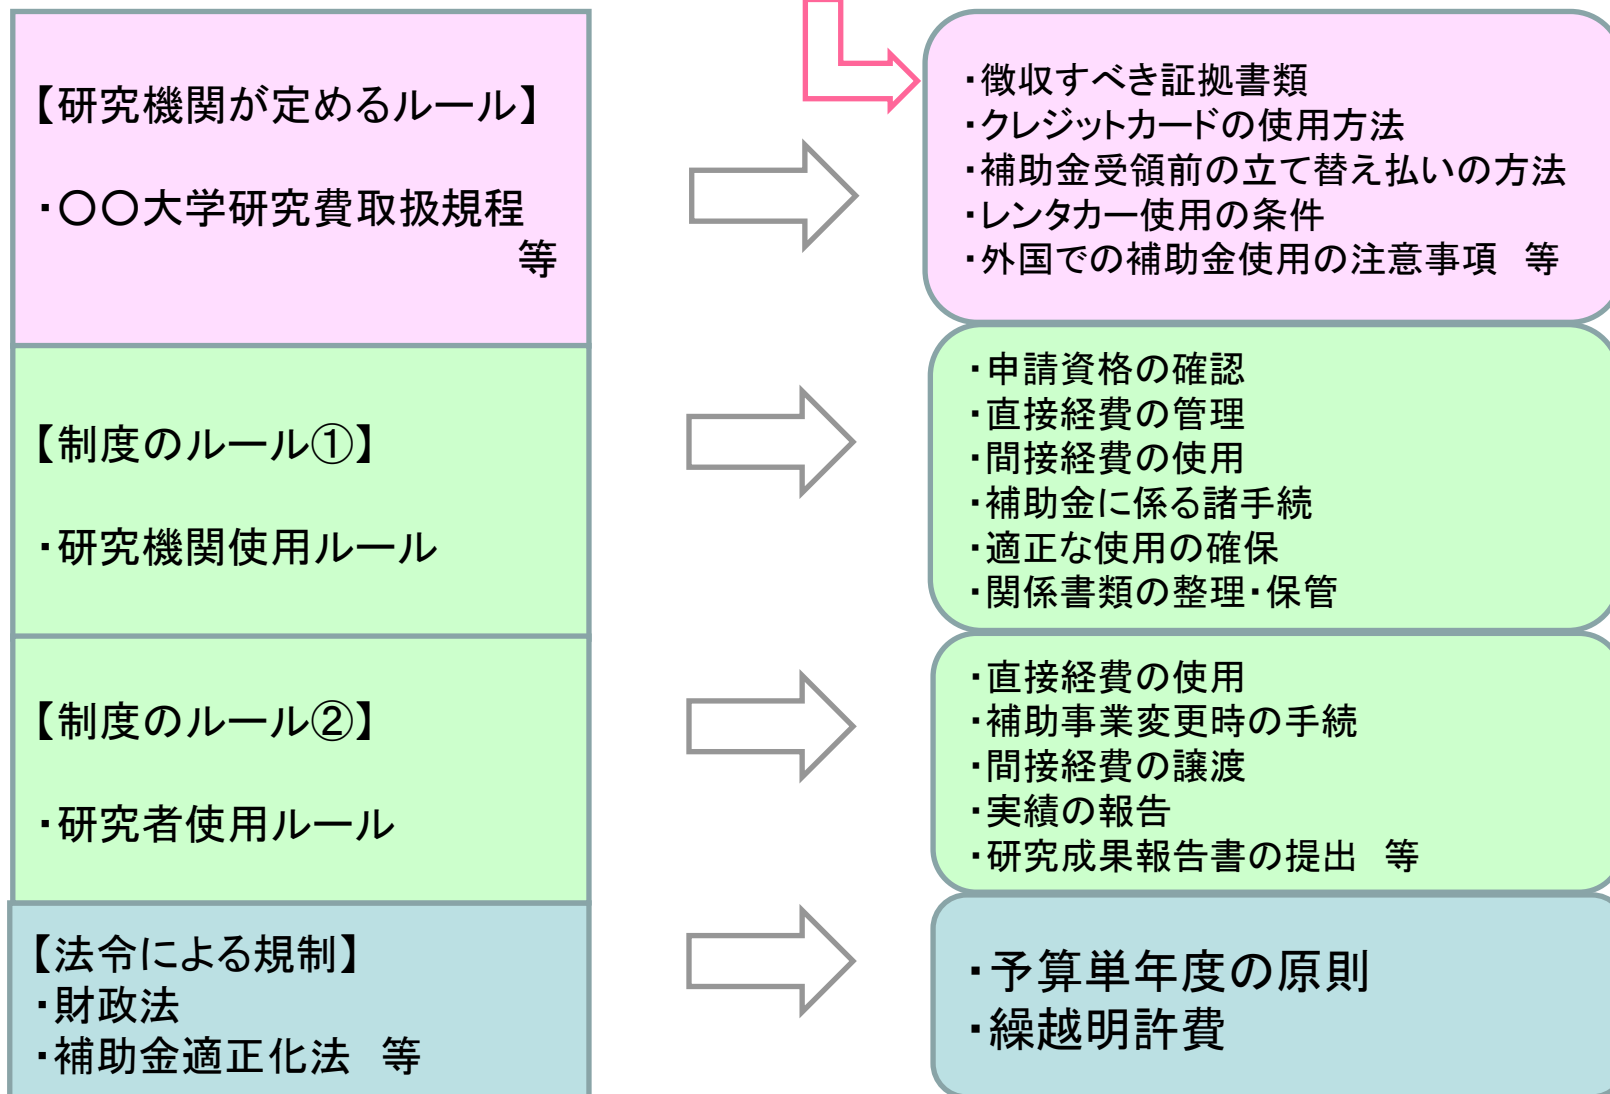 【研究機関が定めるルール】
・〇〇大学研究費取扱規程
等
・徴収すべき証拠書類
・クレジットカードの使用方法
・補助金受領前の立て替え払いの方法
・レンタカー使用の条件
・外国での補助金使用の注意事項　等
【制度のルール①】
・研究機関使用ルール
・申請資格の確認
・直接経費の管理
・間接経費の使用
・補助金に係る諸手続
・適正な使用の確保
・関係書類の整理・保管
【制度のルール②】
・研究者使用ルール
・直接経費の使用
・補助事業変更時の手続
・間接経費の譲渡
・実績の報告
・研究成果報告書の提出　等
【法令による規制】
・財政法
・補助金適正化法　等
・予算単年度の原則
・繰越明許費